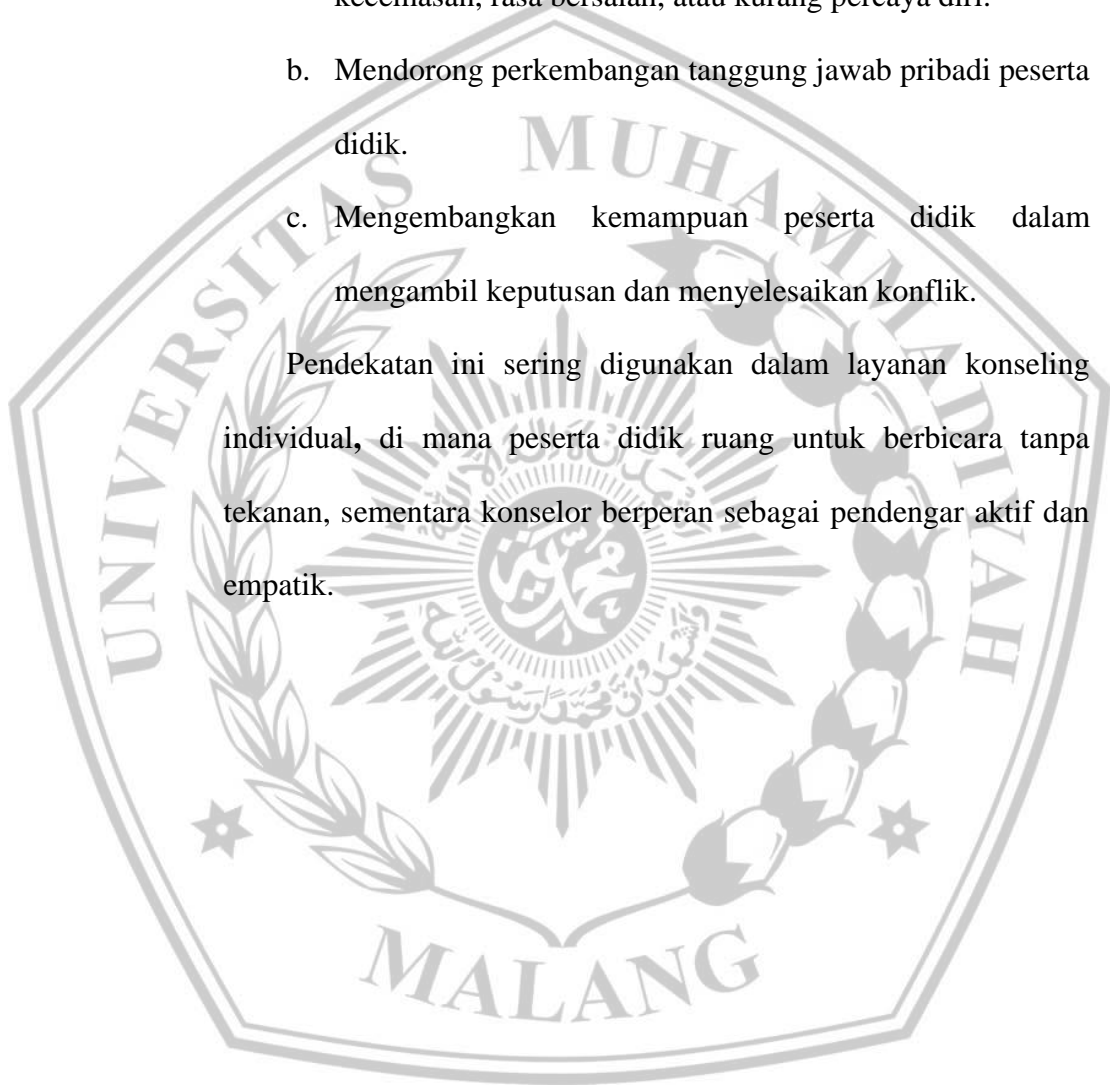 kecemasan, rasa bersalah, atau kurang percaya diri.
b. Mendorong perkembangan tanggung jawab pribadi peserta
didik.
c. Mengembangkan kemampuan peserta didik dalam
mengambil keputusan dan menyelesaikan konflik.
Pendekatan ini sering digunakan dalam layanan konseling
individual, di mana peserta didik ruang untuk berbicara tanpa
tekanan, sementara konselor berperan sebagai pendengar aktif dan
empatik.
UNIVERSITAS MUHAMMADIYAH
MALANG